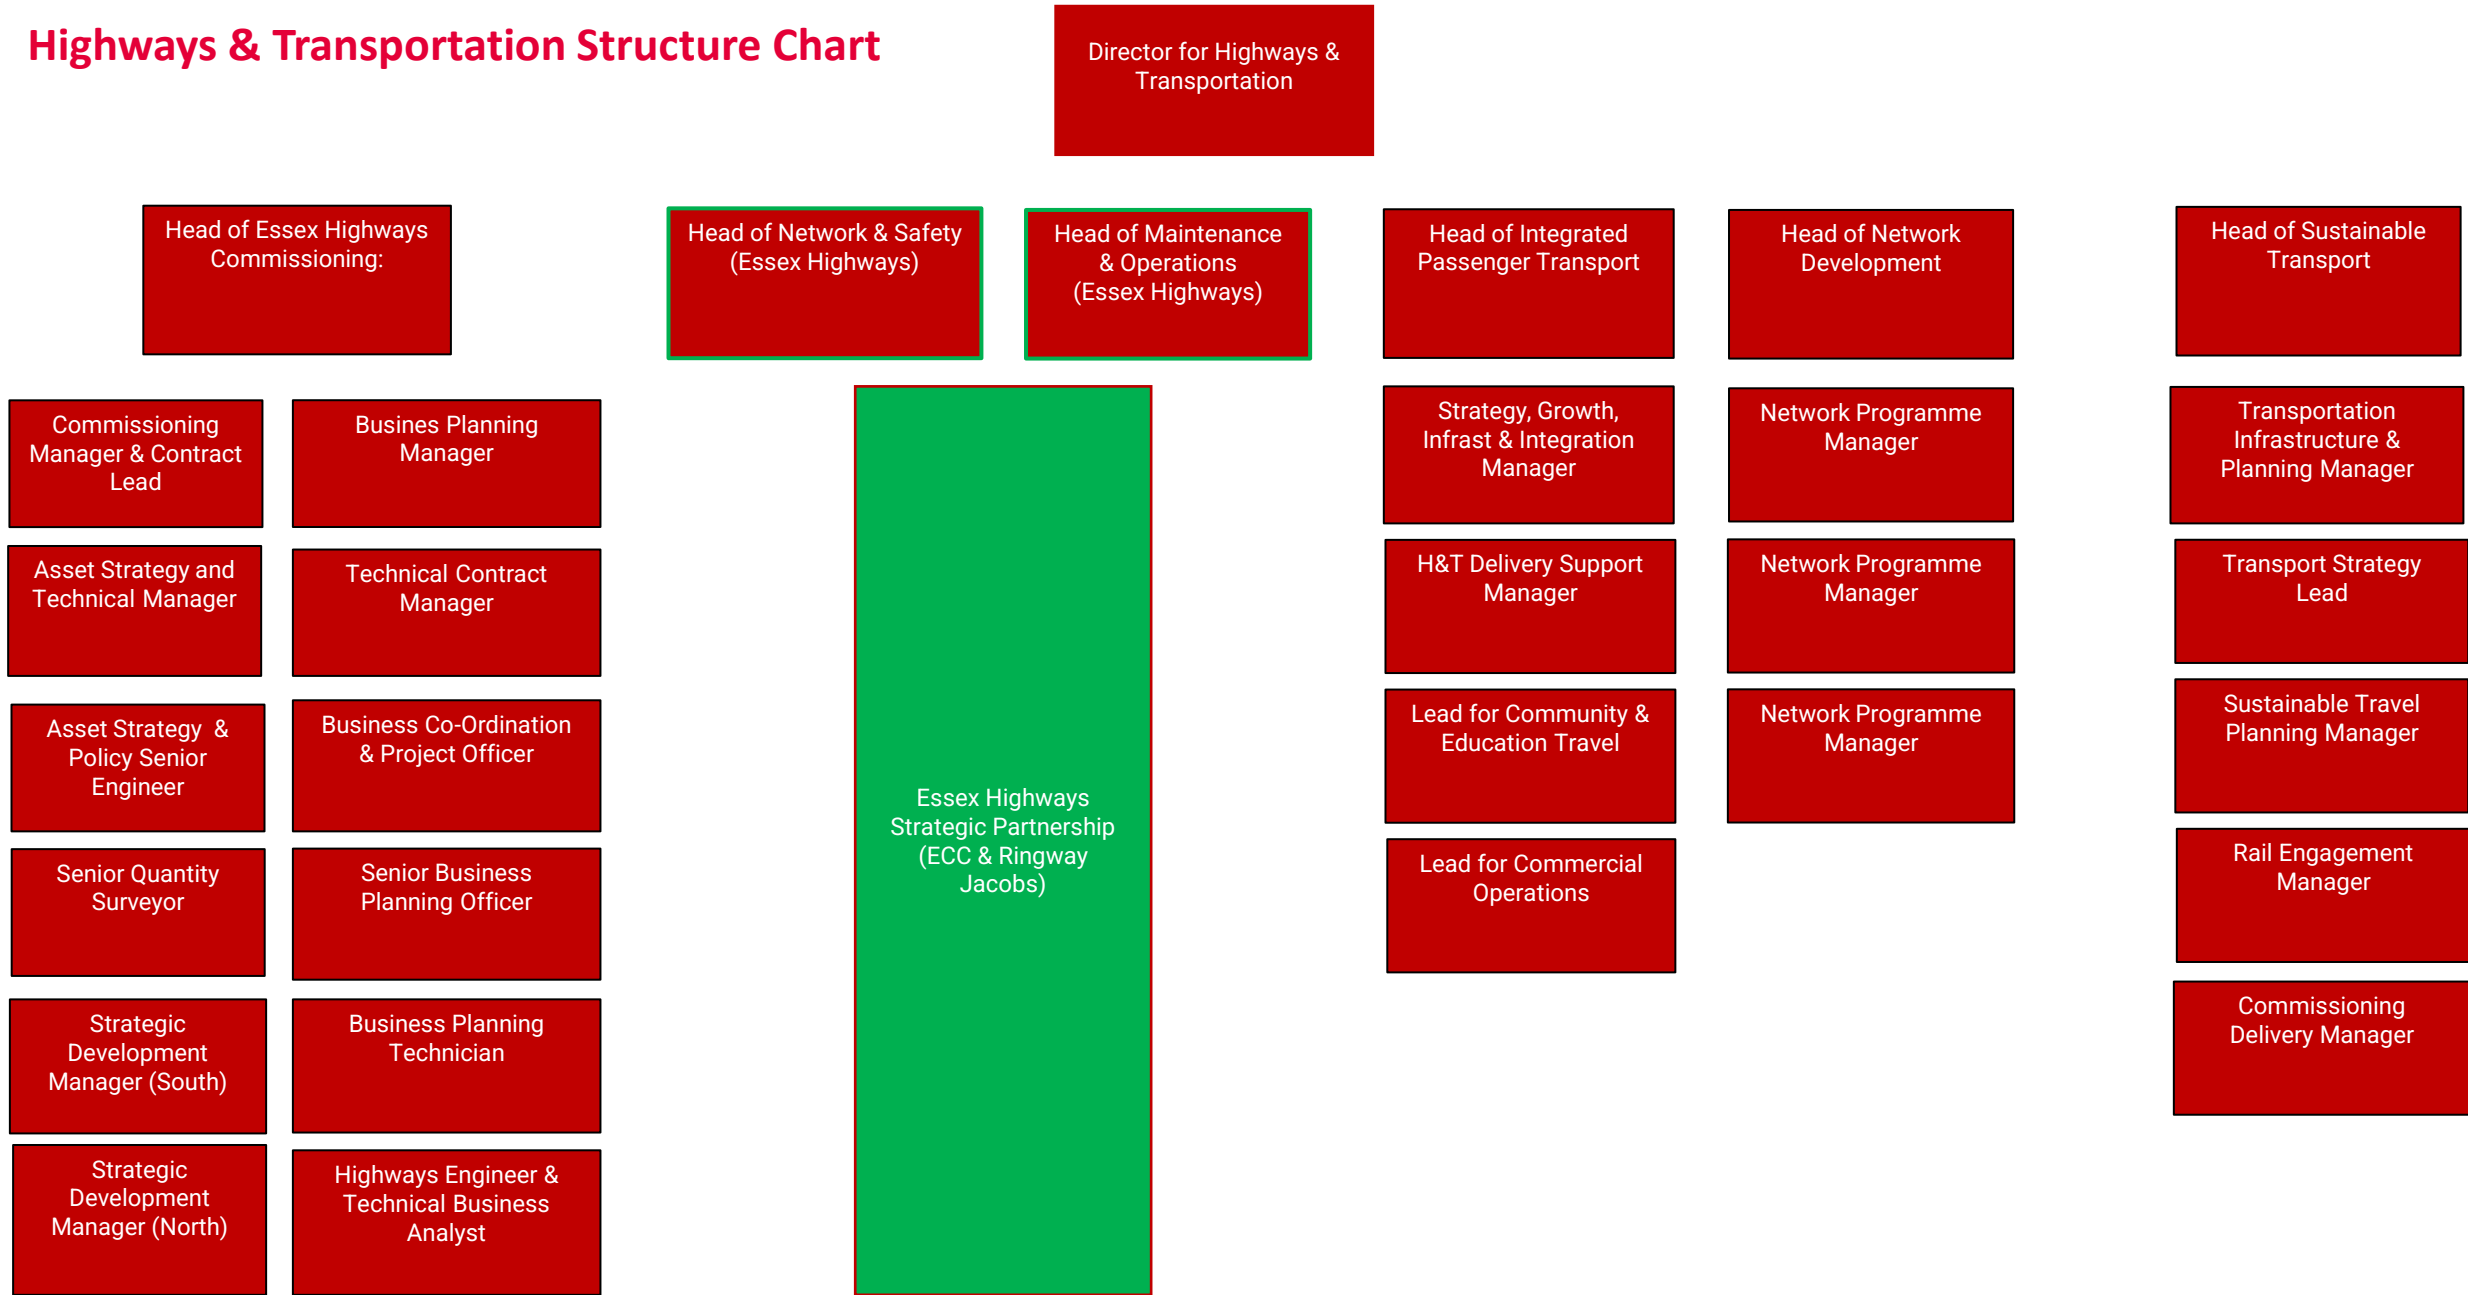 Highways & Transportation Structure Chart
Director for Highways &
Transportation
Head of Essex Highways
Commissioning:
Head of Network & Safety
(Essex Highways)
Head of Maintenance
& Operations
(Essex Highways)
Head of Integrated
Passenger Transport
Head of Network
Development
Head of Sustainable
Transport
Commissioning
Manager & Contract
Lead
Busines Planning
Manager
Asset Strategy and
Technical Manager
Technical Contract
Manager
Asset Strategy  &
Policy Senior
Engineer
Business Co-Ordination
& Project Officer
Senior Quantity
Surveyor
Senior Business
Planning Officer
Strategic
Development
Manager (South)
Business Planning
Technician
Strategic
Development
Manager (North)
Highways Engineer &
Technical Business
Analyst
Essex Highways
Strategic Partnership
(ECC & Ringway
Jacobs)
Strategy, Growth,
Infrast & Integration
Manager
H&T Delivery Support
Manager
Lead for Community &
Education Travel
Lead for Commercial
Operations
Network Programme
Manager
Network Programme
Manager
Network Programme
Manager
Transportation
Infrastructure &
Planning Manager
Transport Strategy
Lead
Sustainable Travel
Planning Manager
Rail Engagement
Manager
Commissioning
Delivery Manager